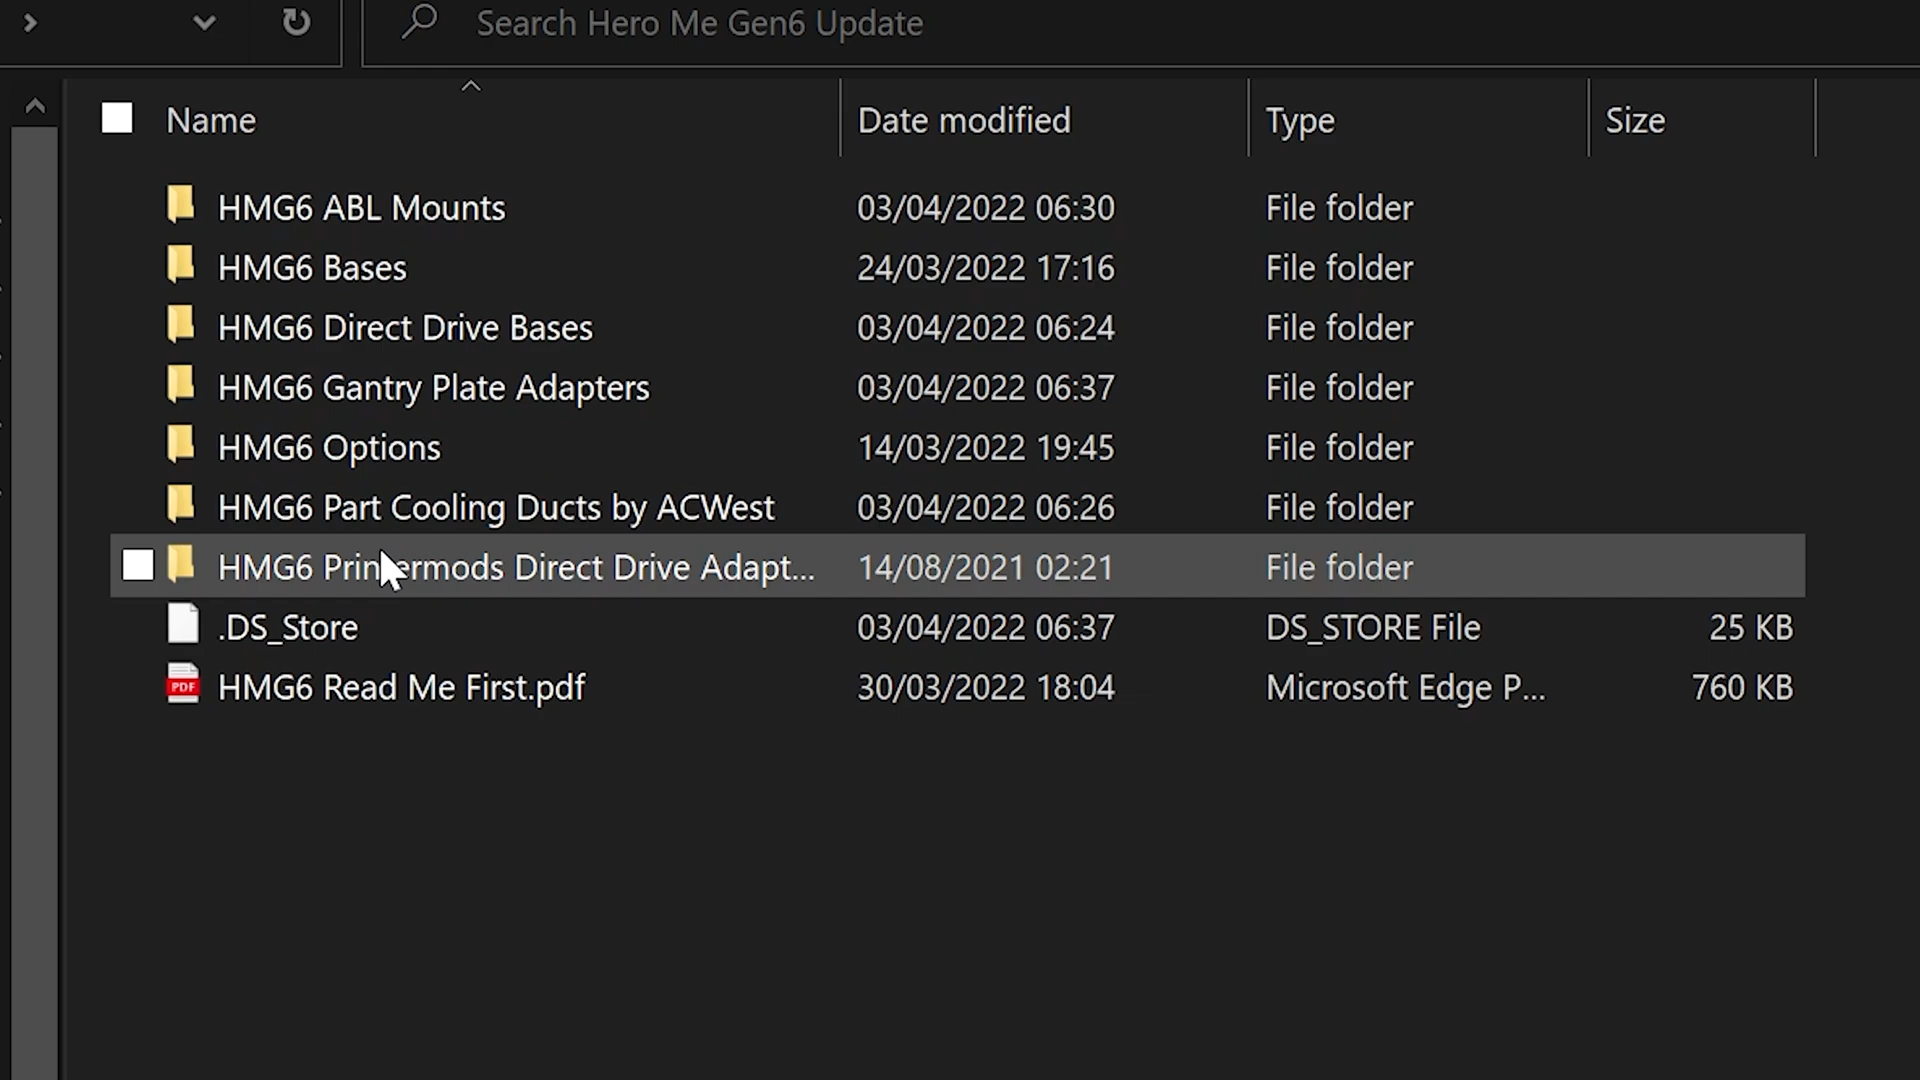 Search Hero Me Gen6 Update
Name Date modified Type Size
HMG6 ABL Mounts 03/04/2022 06:30 File folder
HMG6 Bases 24/03/2022 17:16 File folder
HMG6 Direct Drive Bases 03/04/2022 06:24 File folder
HMG6 Gantry Plate Adapters 03/04/2022 06:37 File folder
HMG6 Options 14/03/2022 19:45 File folder
HMG6 Part Cooling Ducts by ACWest 03/04/2022 06:26 File folder
HMG6 Printermods Direct Drive Adapt... 14/08/2021 02:21 File folder
.DS_Store 03/04/2022 06:37 DS_STORE File 25 KB
PDF HMG6 Read Me First.pdf 30/03/2022 18:04 Microsoft Edge P... 760 KB